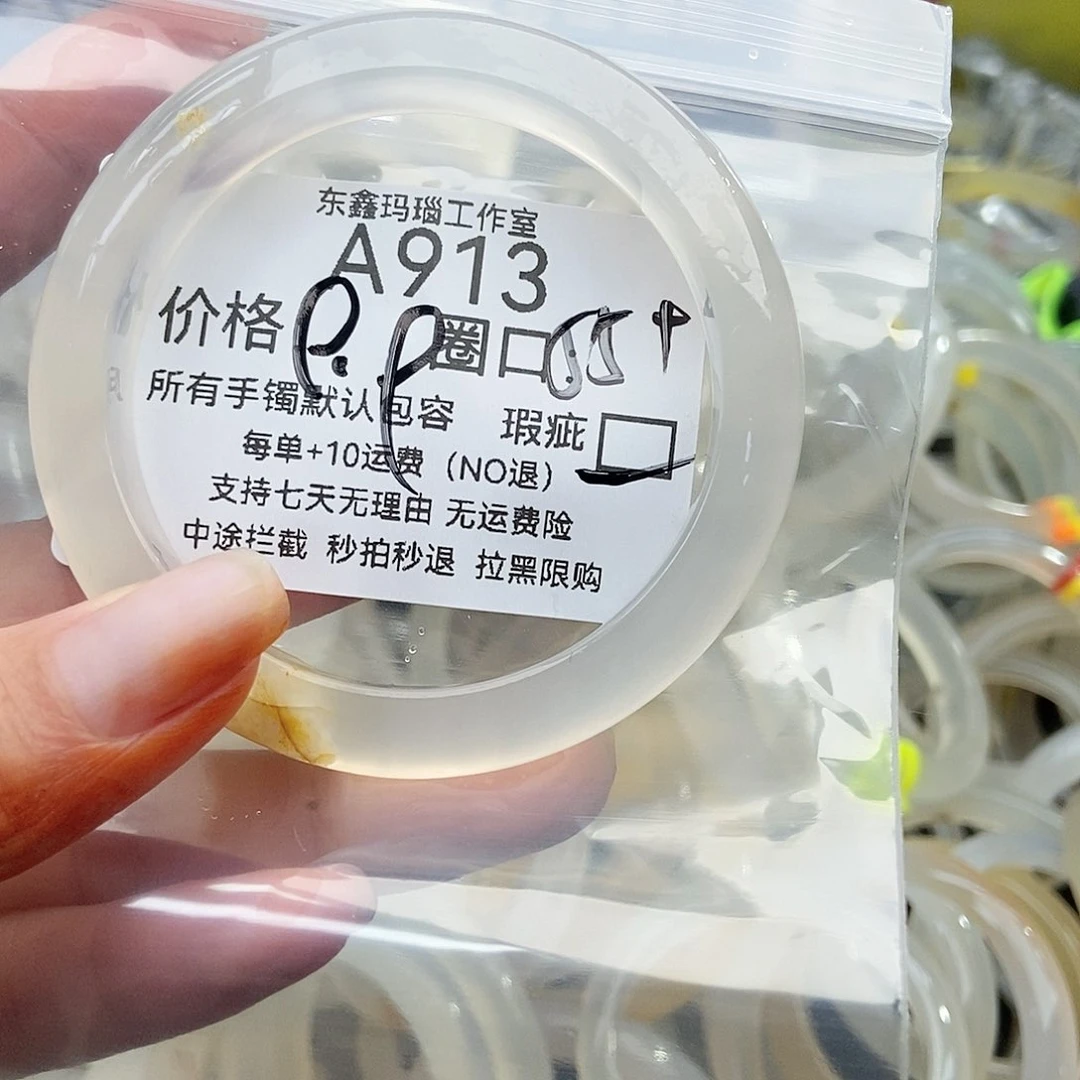 东鑫玛瑙工作室
A913
价格 圈口
所有手镯默认包容 瑕疵
每单+10运费（NO退）
支持七天无理由 无运费险
中途拦截 秒拍秒退 拉黑限购